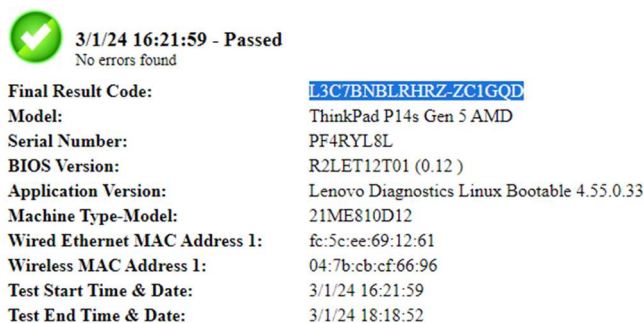 3/1/24 16:21:59 - Passed
No errors found
Final Result Code: L3C7BNBLRHRZ-ZC1GQD
Model: ThinkPad P14s Gen 5 AMD
Serial Number: PF4RYL8L
BIOS Version: R2LET12T01 (0.12 )
Application Version: Lenovo Diagnostics Linux Bootable 4.55.0.33
Machine Type-Model: 21ME810D12
Wired Ethernet MAC Address 1: fc:5c:ee:69:12:61
Wireless MAC Address 1: 04:7b:cb:cf:66:96
Test Start Time & Date: 3/1/24 16:21:59
Test End Time & Date: 3/1/24 18:18:52